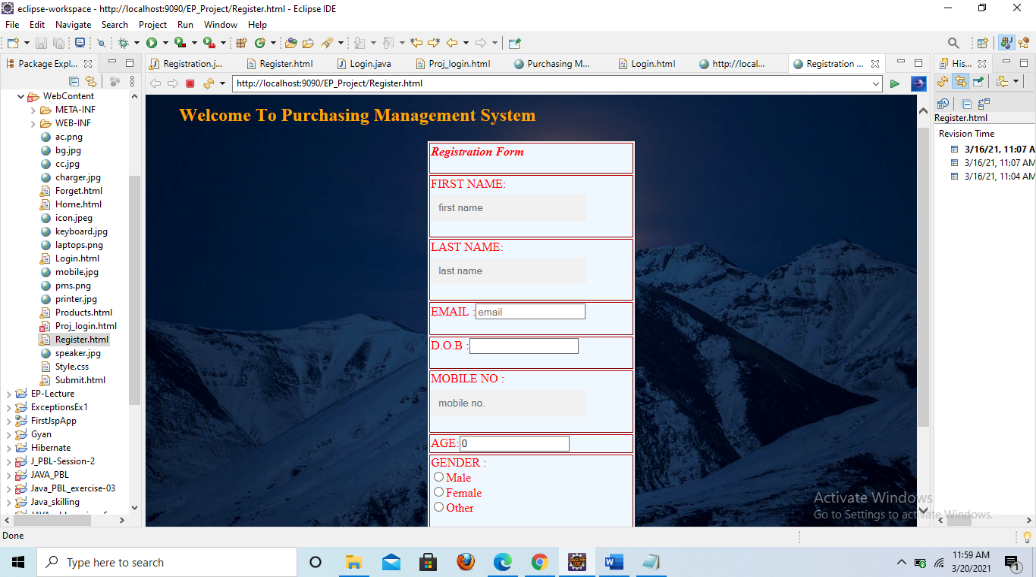 eclipse-workspace - http://localhost:9090/EP_Project/Register.html - Eclipse IDE
File Edit Navigate Search Project Run Window Help
Package Expl...
Registration.j... Register.html Login.java Proj_login.html Purchasing M... Login.html http://local... Registration ...
His...
http://localhost:9090/EP_Project/Register.html
WebContent
META-INF
WEB-INF
ac.png
bg.jpg
cc.jpg
charger.jpg
Forget.html
Home.html
icon.jpeg
keyboard.jpg
laptops.png
Login.html
mobile.jpg
pms.png
printer.jpg
Products.html
Proj_login.html
Register.html
speaker.jpg
Style.css
Submit.html
EP-Lecture
ExceptionsEx1
FirstJspApp
Gyan
Hibernate
J_PBL-Session-2
JAVA_PBL
Java_PBL_exercise-03
Java_skilling
Welcome To Purchasing Management System
Registration Form
FIRST NAME:
first name
LAST NAME:
last name
EMAIL :
email
D.O.B :
MOBILE NO :
mobile no.
AGE: 0
GENDER :
Male
Female
Other
Register.html
Revision Time
3/16/21, 11:07 A
3/16/21, 11:07 AM
3/16/21, 11:04 AM
Activate Windows
Go to Settings to activate Windows.
Done
Type here to search
11:59 AM
3/20/2021
1